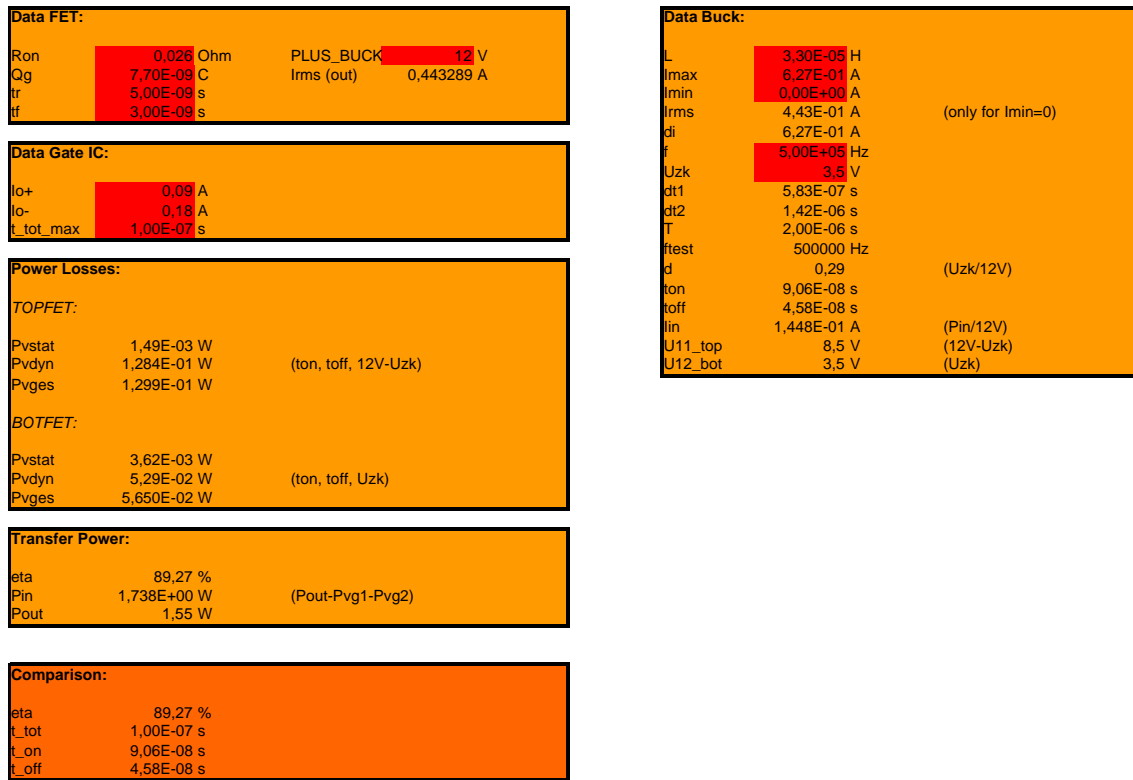 Data FET:
Ron 0,026 Ohm PLUS_BUCK 12 V
Qg 7,70E-09 C Irms (out) 0,443289 A
tr 5,00E-09 s
tf 3,00E-09 s
Data Gate IC:
Io+ 0,09 A
Io- 0,18 A
t_tot_max 1,00E-07 s
Power Losses:
TOPFET:
Pvstat 1,49E-03 W
Pvdyn 1,284E-01 W (ton, toff, 12V-Uzk)
Pvges 1,299E-01 W
BOTFET:
Pvstat 3,62E-03 W
Pvdyn 5,29E-02 W (ton, toff, Uzk)
Pvges 5,650E-02 W
Transfer Power:
eta 89,27 %
Pin 1,738E+00 W (Pout-Pvg1-Pvg2)
Pout 1,55 W
Comparison:
eta 89,27 %
t_tot 1,00E-07 s
t_on 9,06E-08 s
t_off 4,58E-08 s
Data Buck:
L 3,30E-05 H
Imax 6,27E-01 A
Imin 0,00E+00 A
Irms 4,43E-01 A (only for Imin=0)
di 6,27E-01 A
f 5,00E+05 Hz
Uzk 3,5 V
dt1 5,83E-07 s
dt2 1,42E-06 s
T 2,00E-06 s
ftest 500000 Hz
d 0,29 (Uzk/12V)
ton 9,06E-08 s
toff 4,58E-08 s
Iin 1,448E-01 A (Pin/12V)
U11_top 8,5 V (12V-Uzk)
U12_bot 3,5 V (Uzk)